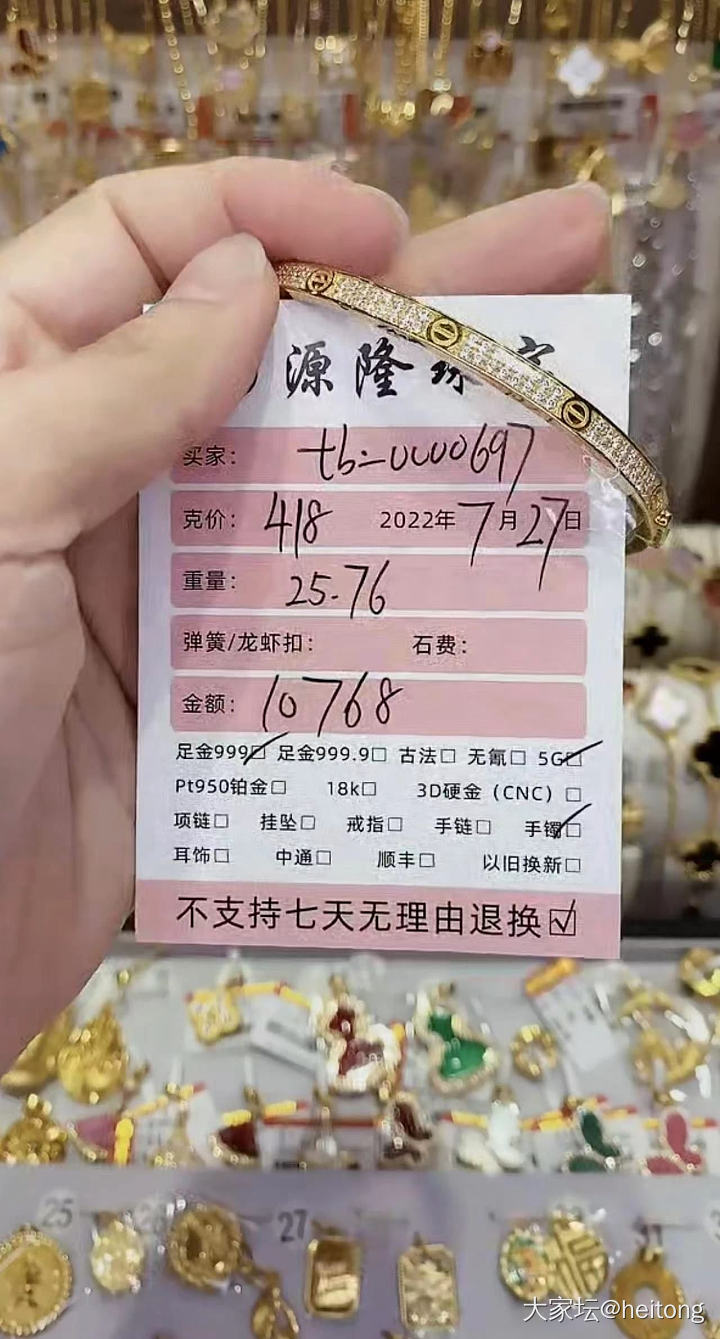 源隆
买家: tb=0000697
克价: 418 2022年7月27日
重量: 25.76
弹簧/龙虾扣: 石费:
金额: 10768
足金999☑ 足金999.9□ 古法□ 无氰□ 5G☑
Pt950铂金□ 18k□ 3D硬金（CNC）□
项链□ 挂坠□ 戒指□ 手链□ 手镯☑
耳饰□ 中通□ 顺丰□ 以旧换新□
不支持七天无理由退换☑
25 26 27 31
大家坛@heitong